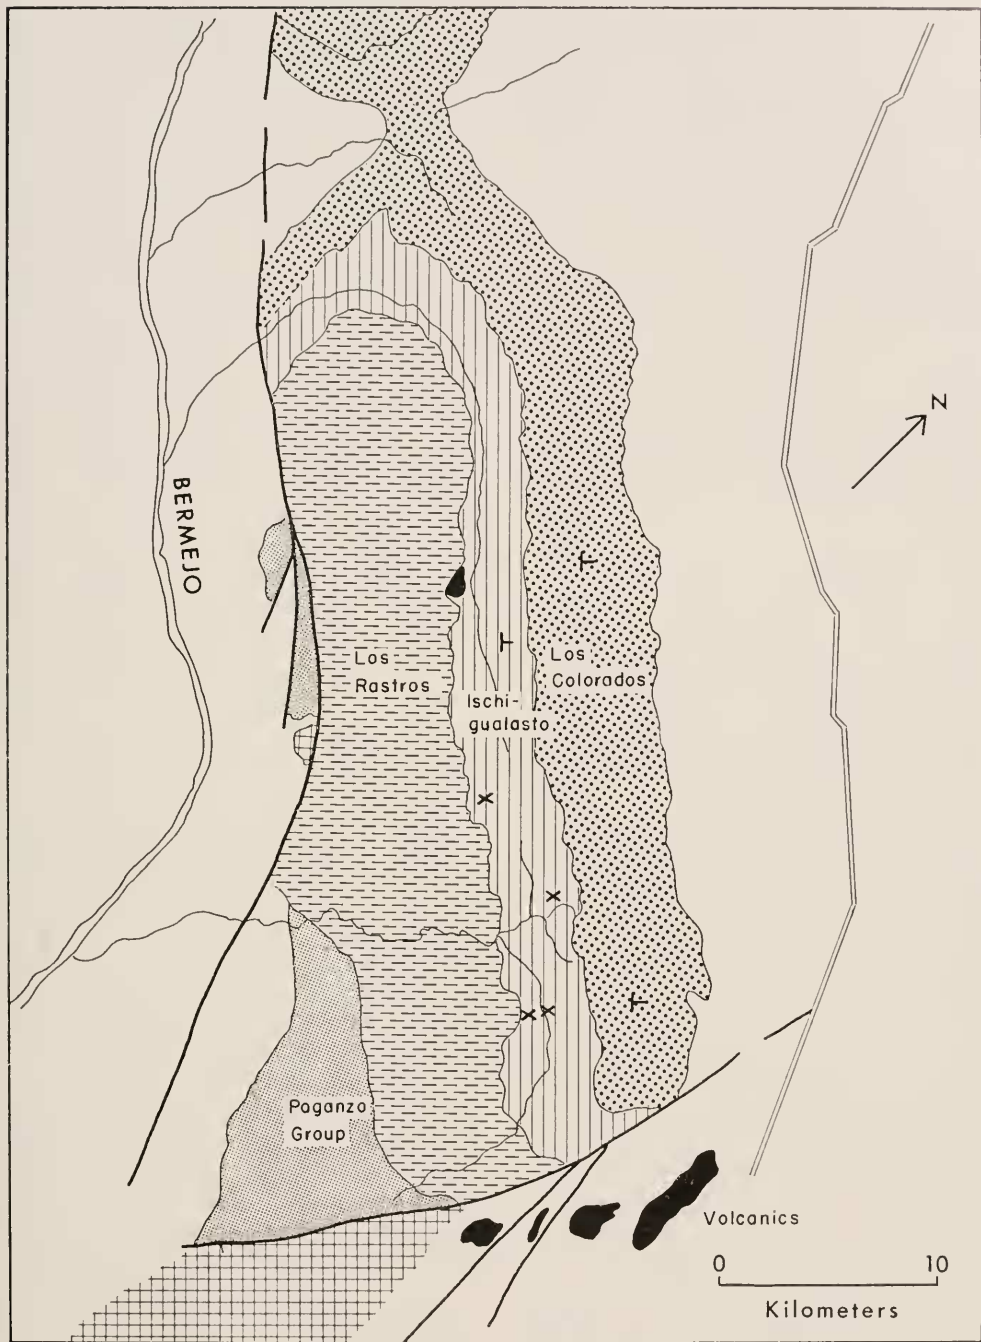 N
BERMEJO
Los
Rastros
Los
Colorados
Ischi-
gualasto
x
x
x x
Paganzo
Group
Volcanics
0 10
Kilometers